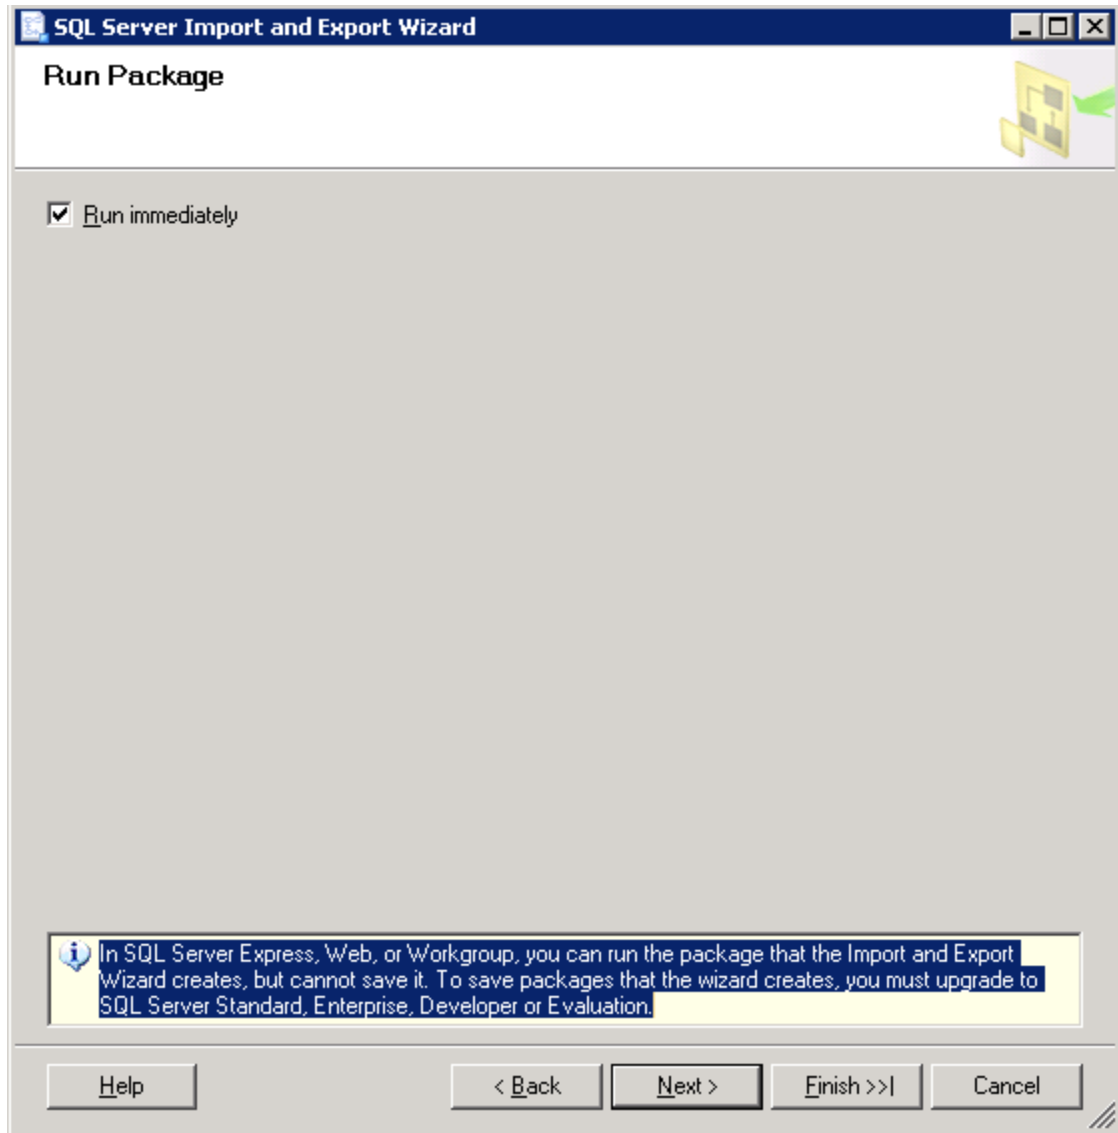 SQL Server Import and Export Wizard
Run Package
Run immediately
In SQL Server Express, Web, or Workgroup, you can run the package that the Import and Export
Wizard creates, but cannot save it. To save packages that the wizard creates, you must upgrade to
SQL Server Standard, Enterprise, Developer or Evaluation.
Help
< Back
Next >
Finish >>|
Cancel